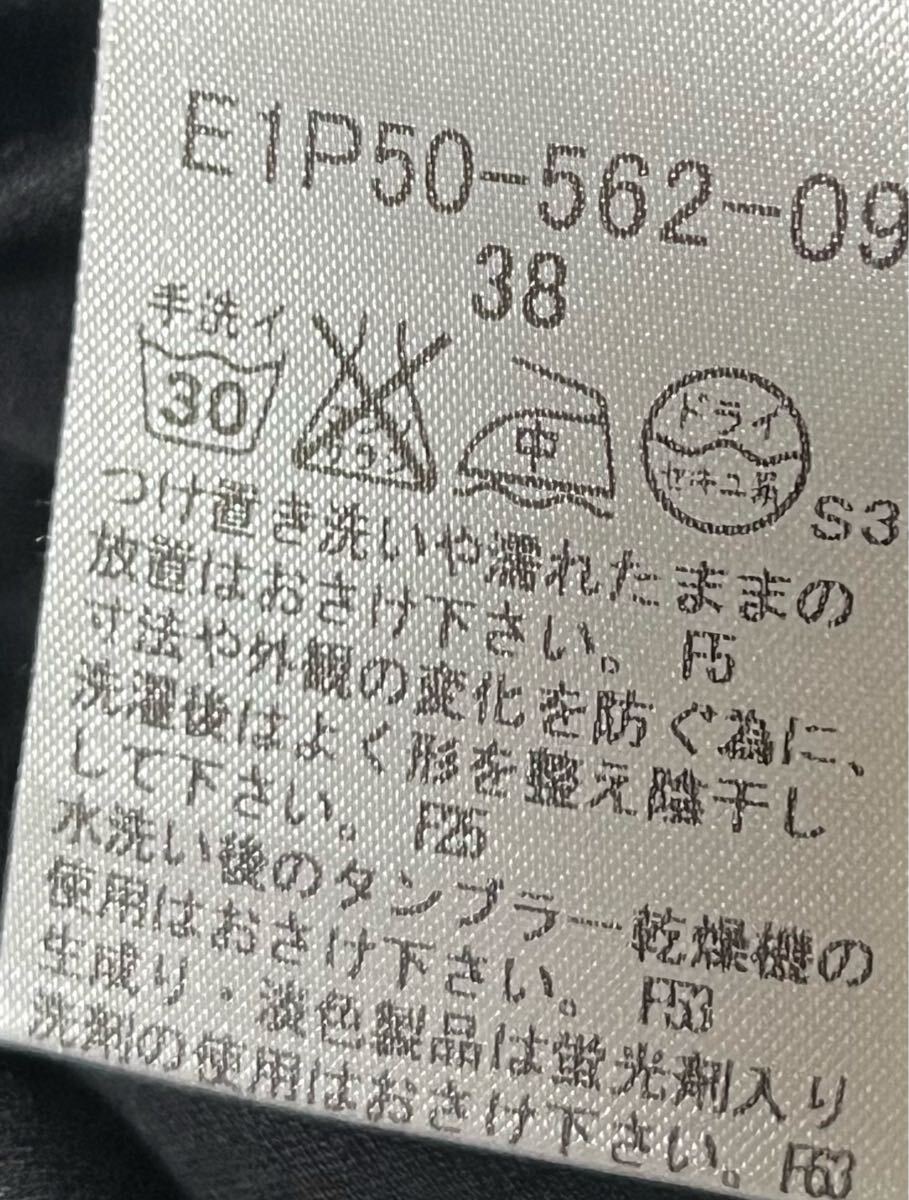 E1P50-562-09
38
手洗イ
30
エンソサラシ
中
ドライ
セキユ系
S3
つけ置き洗いや濡れたままの
放置はおさけ下さい。 F5
寸法や外観の変化を防ぐ為に、
洗濯後はよく形を整え陰干し
して下さい。 F25
水洗い後のタンブラー乾燥機の
使用はおさけ下さい。 F53
生成り・淡色製品は蛍光剤入り
洗剤の使用はおさけ下さい。 F63